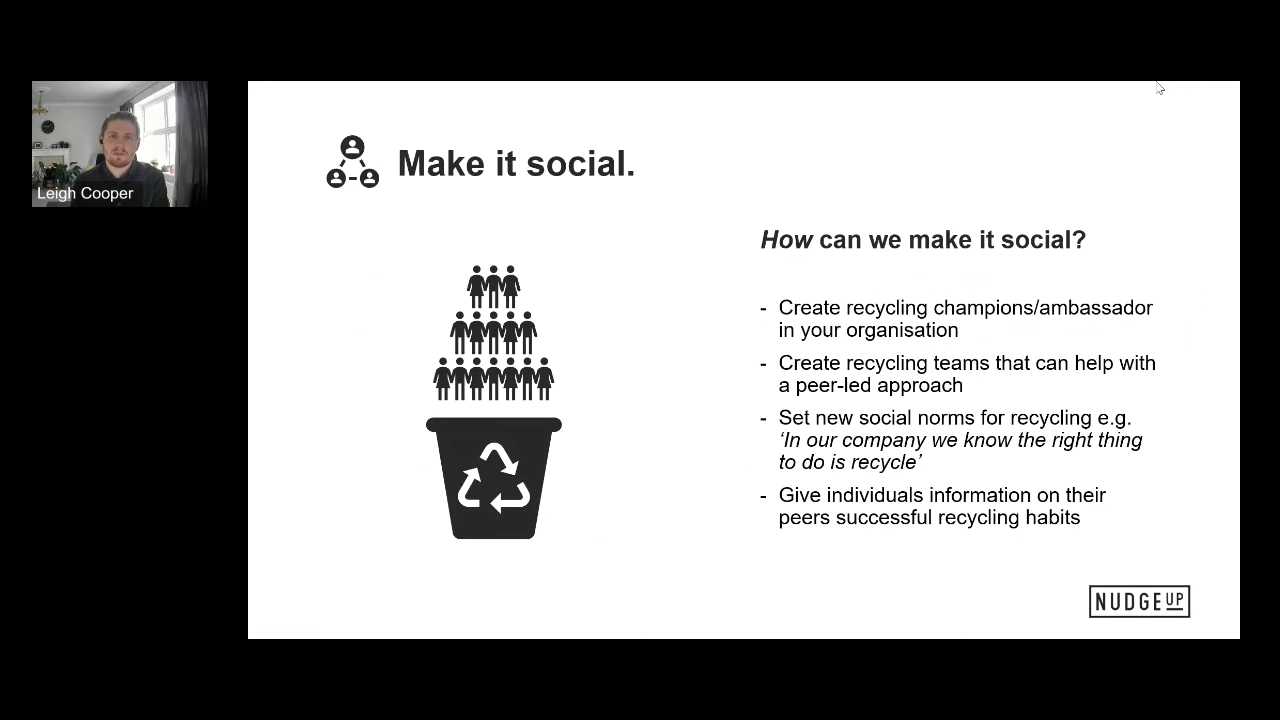 Leigh Cooper
Make it social.
How can we make it social?
- Create recycling champions/ambassador
in your organisation
- Create recycling teams that can help with
a peer-led approach
- Set new social norms for recycling e.g.
‘In our company we know the right thing
to do is recycle’
- Give individuals information on their
peers successful recycling habits
NUDGE UP